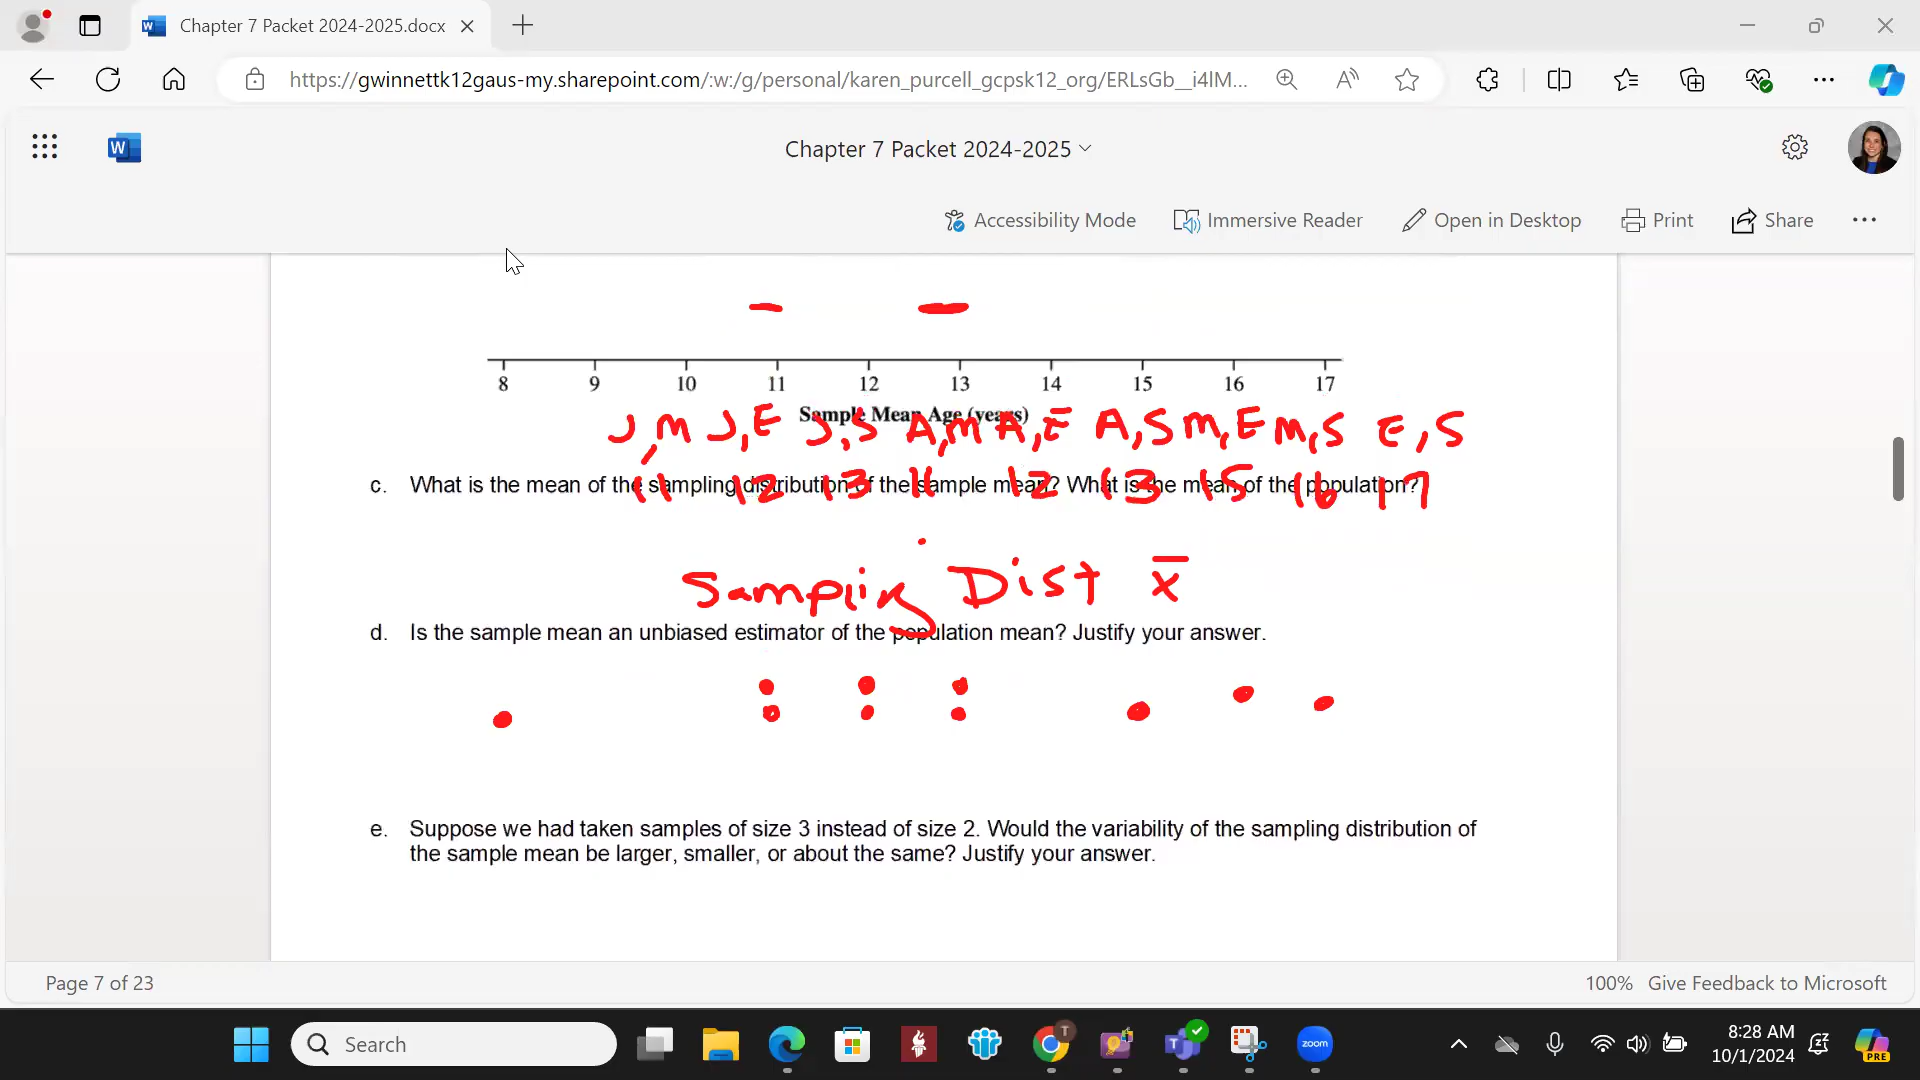 Chapter 7 Packet 2024-2025.docx
https://gwinnettk12gaus-my.sharepoint.com/:w:/g/personal/karen_purcell_gcpsk12_org/ERLsGb__i4lM...
W
Chapter 7 Packet 2024-2025
Accessibility Mode
Immersive Reader
Open in Desktop
Print
Share
8 9 10 11 12 13 14 15 16 17
Sample Mean Age (years)
J,M J,E J,S A,M A,E A,S M,E M,S E,S
c. What is the mean of the sampling distribution of the sample mean? What is the mean of the population?
11 12 13 11 12 13 15 16 17
Sampling Dist x̄
d. Is the sample mean an unbiased estimator of the population mean? Justify your answer.
e. Suppose we had taken samples of size 3 instead of size 2. Would the variability of the sampling distribution of
the sample mean be larger, smaller, or about the same? Justify your answer.
Page 7 of 23
100% Give Feedback to Microsoft
Search
T
zoom
8:28 AM
10/1/2024
PRE